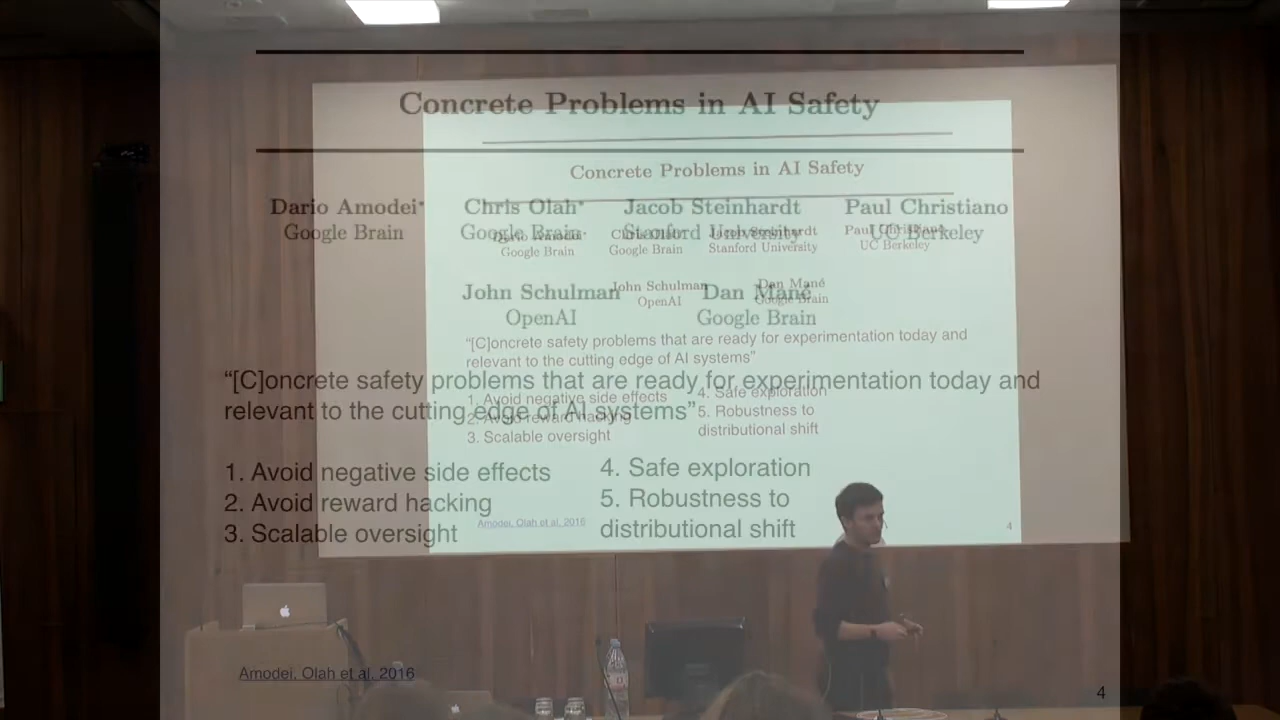 Concrete Problems in AI Safety
Dario Amodei* Chris Olah* Jacob Steinhardt Paul Christiano
Google Brain Google Brain Stanford University UC Berkeley
John Schulman Dan Mané
OpenAI Google Brain
“[C]oncrete safety problems that are ready for experimentation today and
relevant to the cutting edge of AI systems”
1. Avoid negative side effects
2. Avoid reward hacking
3. Scalable oversight
4. Safe exploration
5. Robustness to
distributional shift
Amodei, Olah et al, 2016
4
Concrete Problems in AI Safety
Dario Amodei* Chris Olah* Jacob Steinhardt Paul Christiano
Google Brain Google Brain Stanford University UC Berkeley
John Schulman Dan Mané
OpenAI Google Brain
“[C]oncrete safety problems that are ready for experimentation today and
relevant to the cutting edge of AI systems”
1. Avoid negative side effects
2. Avoid reward hacking
3. Scalable oversight
4. Safe exploration
5. Robustness to
distributional shift
Amodei, Olah et al, 2016
4